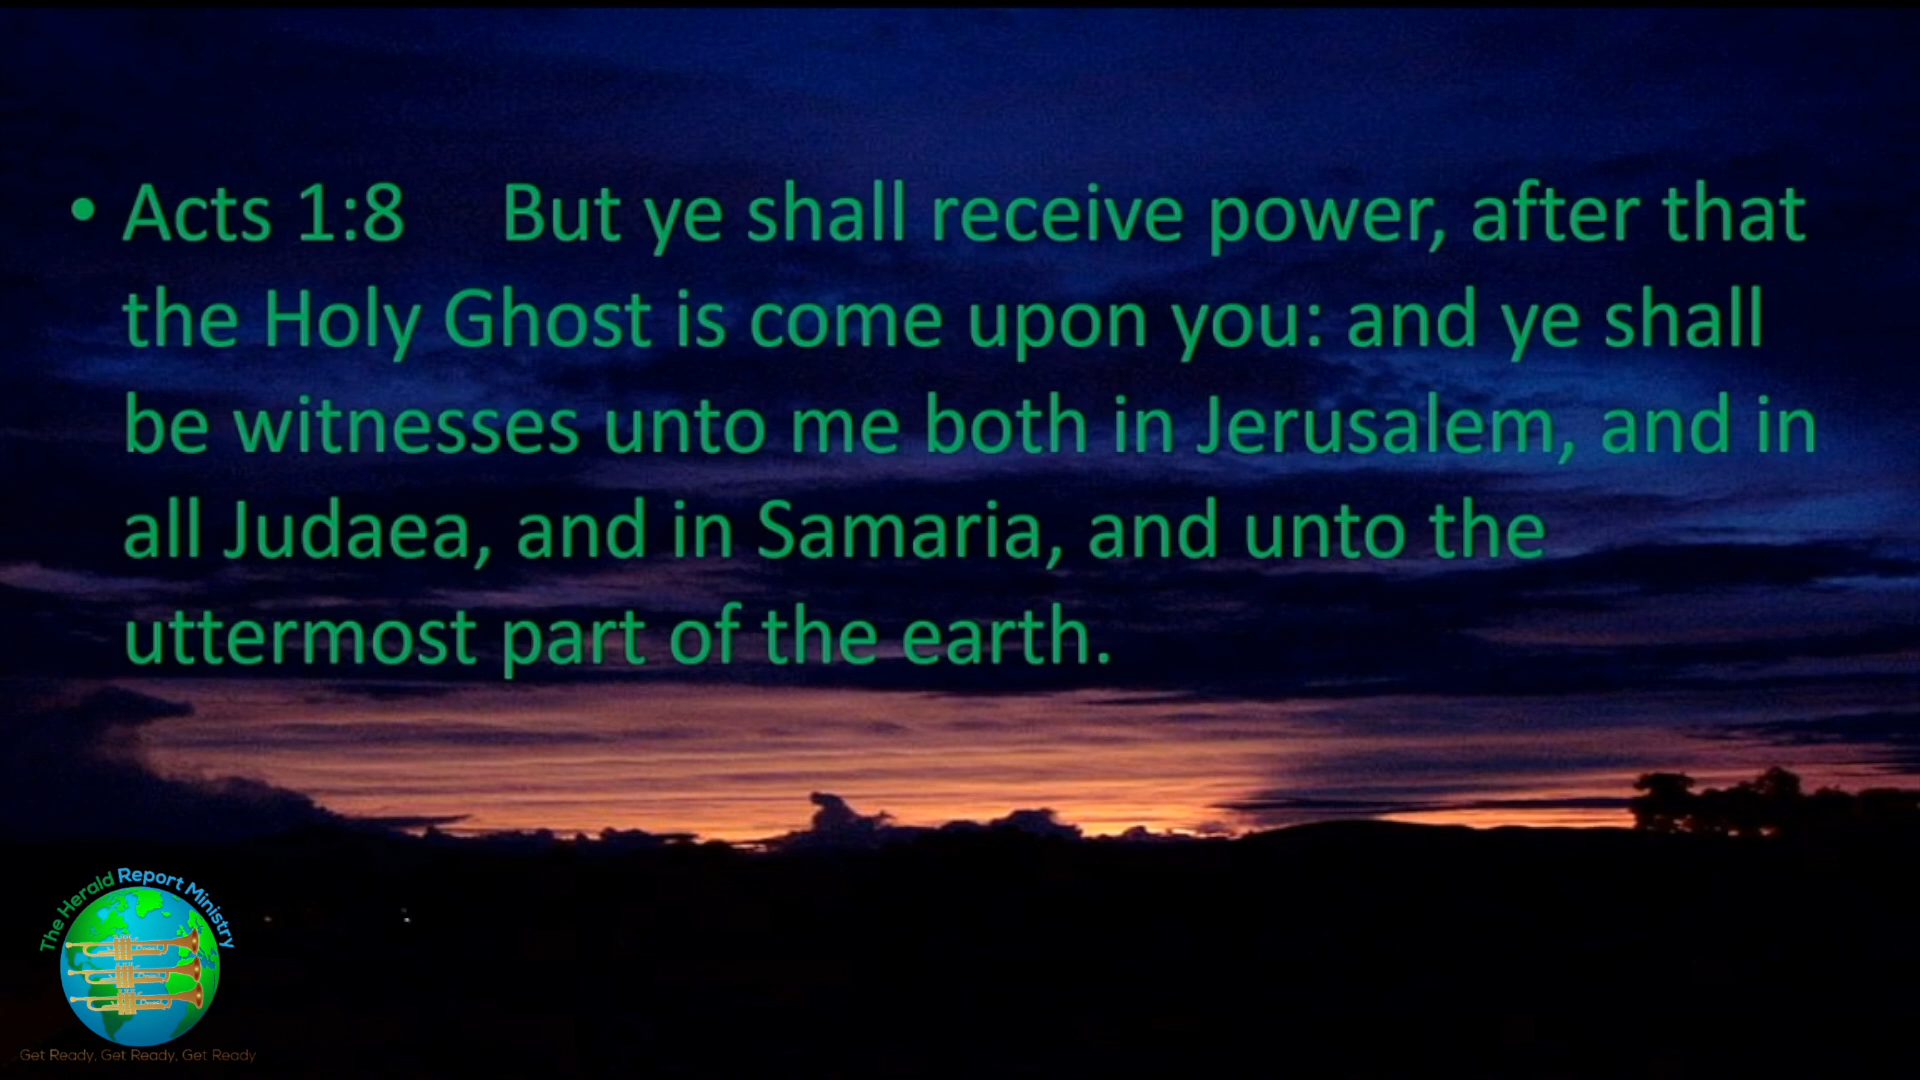 • Acts 1:8 But ye shall receive power, after that
the Holy Ghost is come upon you: and ye shall
be witnesses unto me both in Jerusalem, and in
all Judaea, and in Samaria, and unto the
uttermost part of the earth.
The Herald Report Ministry
Get Ready, Get Ready, Get Ready